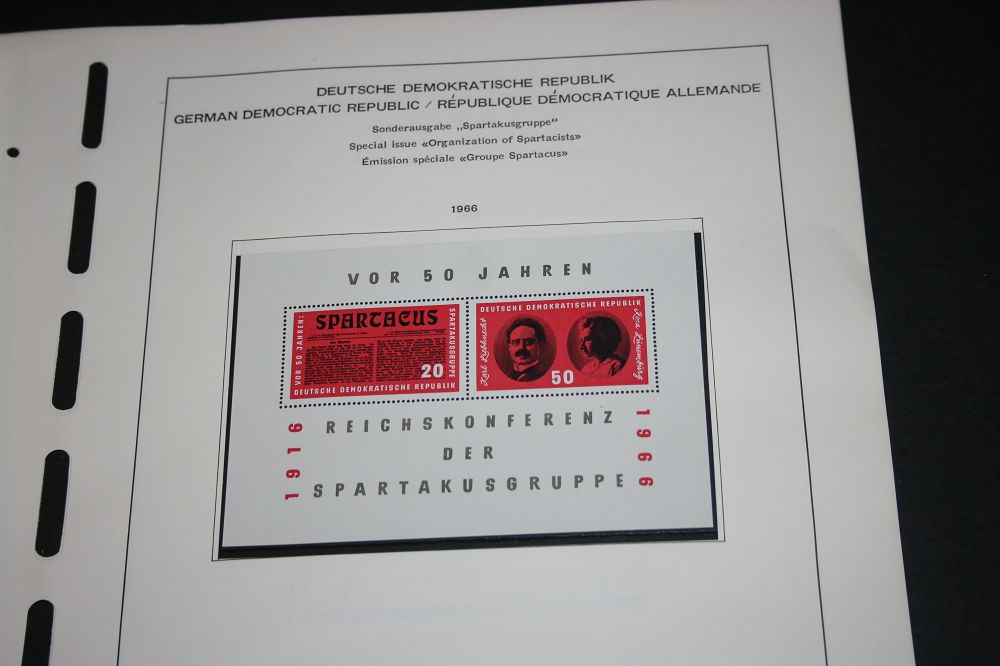 DEUTSCHE DEMOKRATISCHE REPUBLIK
GERMAN DEMOCRATIC REPUBLIC / RÉPUBLIQUE DÉMOCRATIQUE ALLEMANDE
Sonderausgabe „Spartakusgruppe“
Special issue «Organization of Spartacists»
Émission spéciale «Groupe Spartacus»
1966
VOR 50 JAHREN
VOR 50 JAHREN:
SPARTACUS
SPARTAKUSGRUPPE
20
DEUTSCHE DEMOKRATISCHE REPUBLIK
DEUTSCHE DEMOKRATISCHE REPUBLIK
Karl Liebknecht
Rosa Luxemburg
50
1916
REICHSKONFERENZ
DER
SPARTAKUSGRUPPE
1966